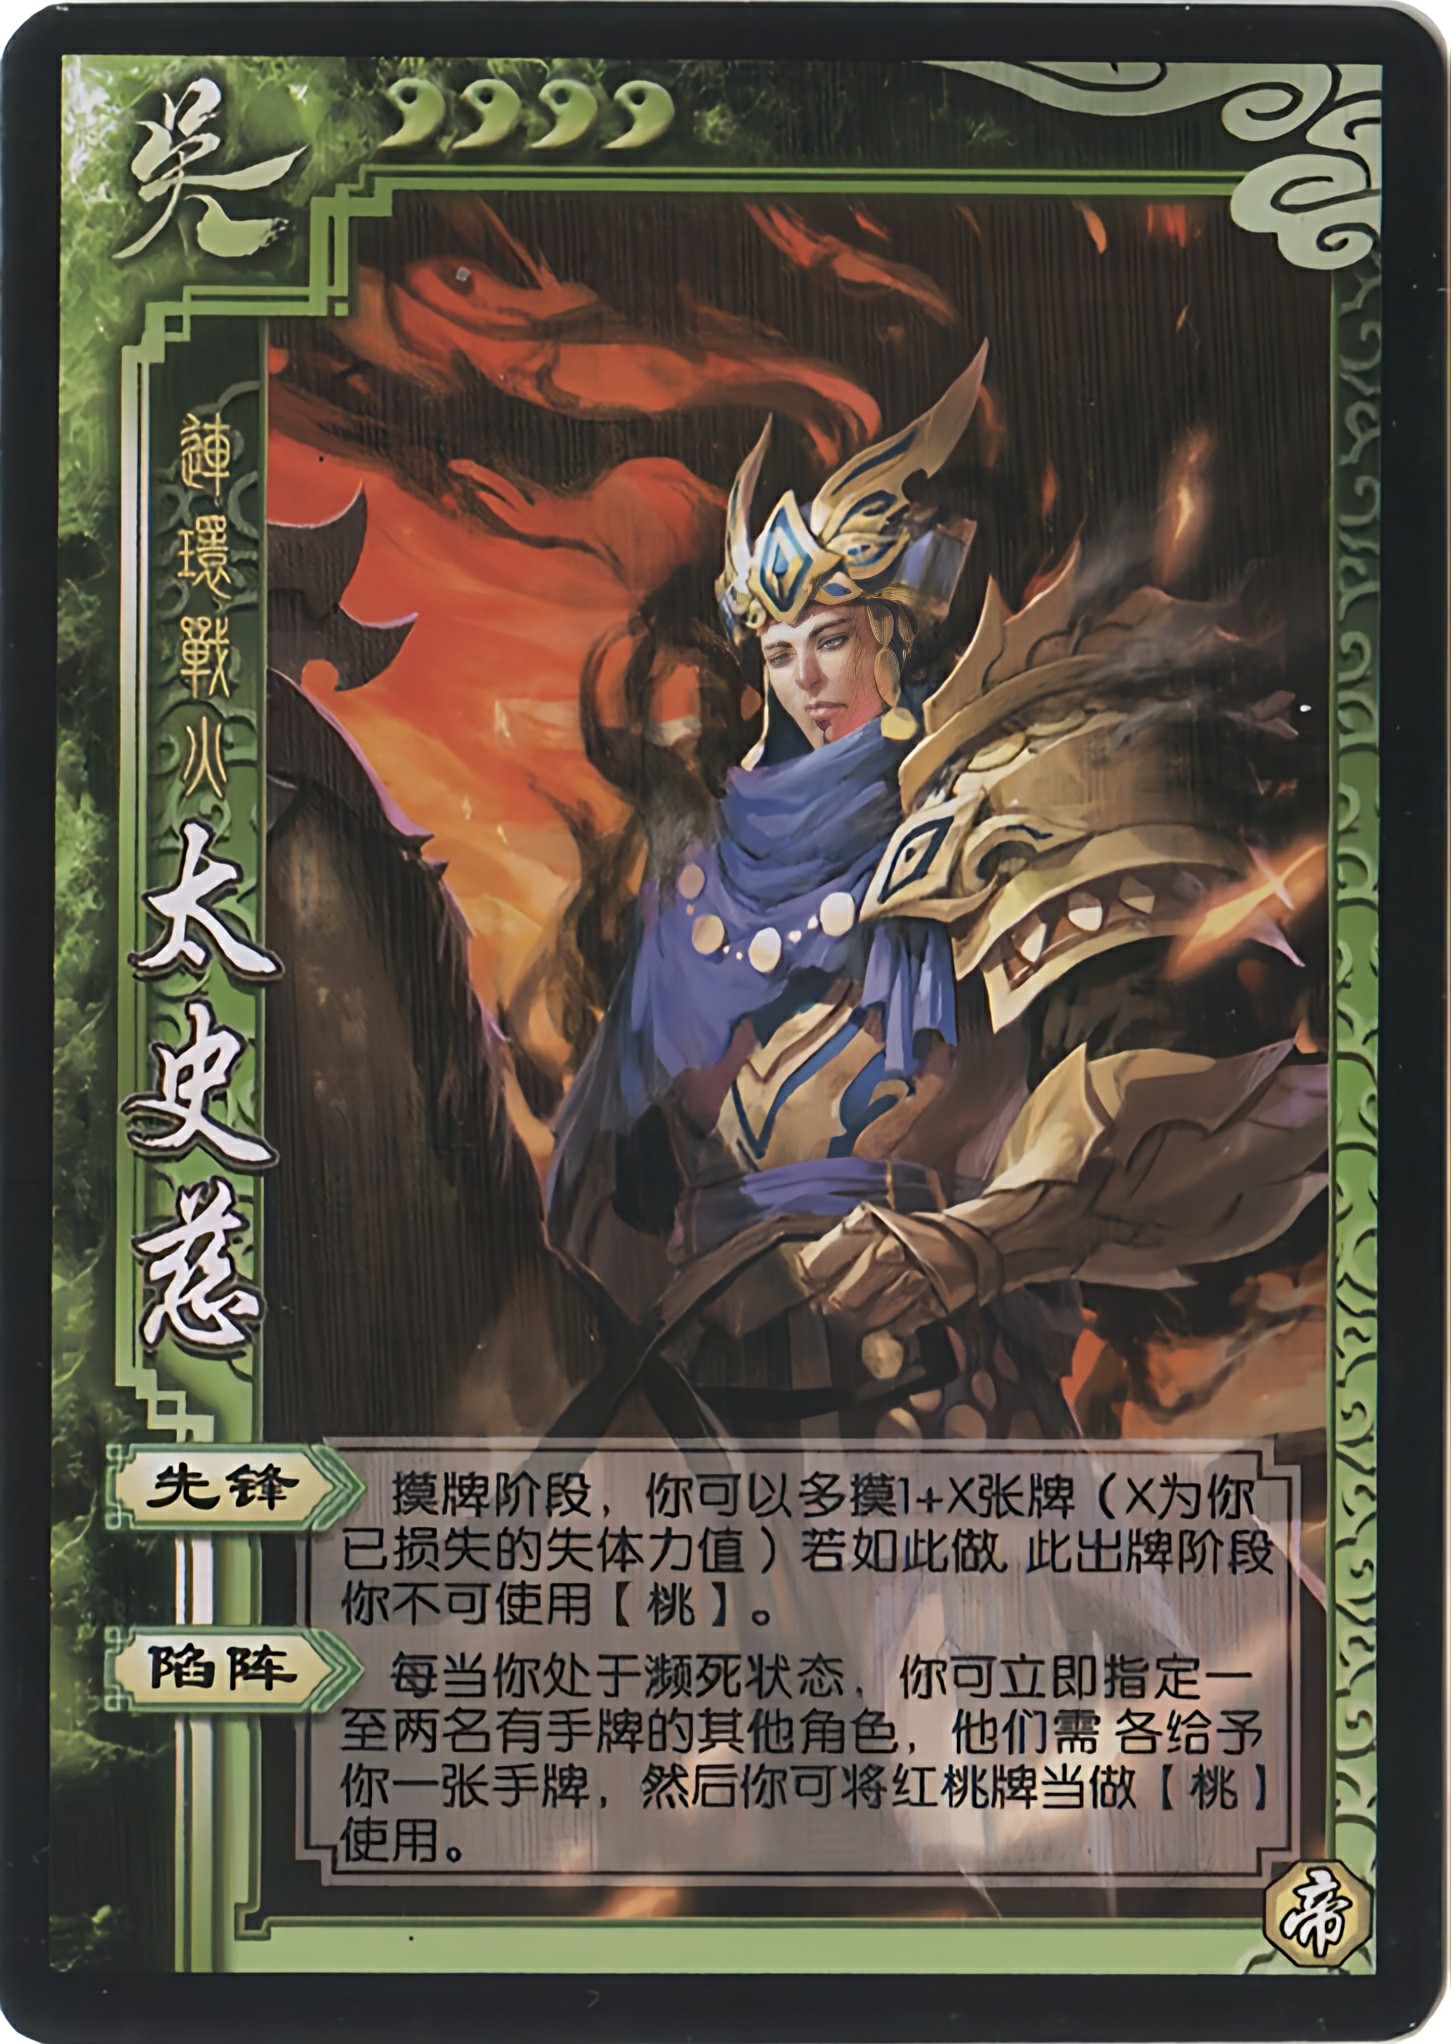 吴
連環戰火
太史慈
先锋
摸牌阶段，你可以多摸1+X张牌（X为你
已损失的失体力值）若如此做 此出牌阶段
你不可使用【桃】。
陷阵
每当你处于濒死状态，你可立即指定一
至两名有手牌的其他角色，他们需 各给予
你一张手牌，然后你可将红桃牌当做【桃】
使用。
帝